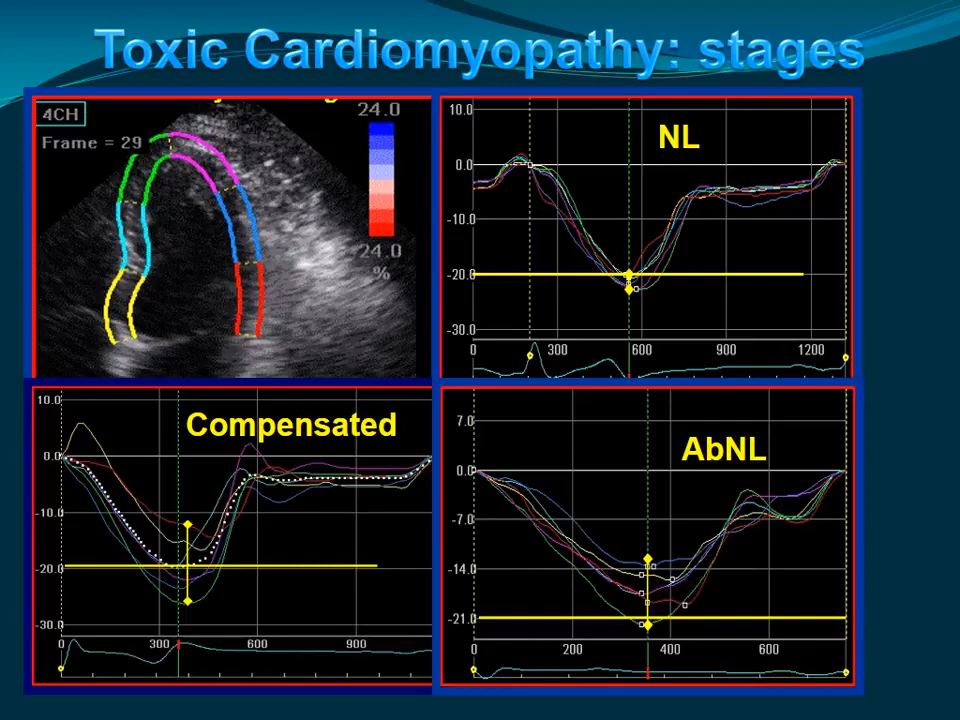 Toxic Cardiomyopathy: stages
4CH
Frame = 29
24.0
24.0
%
NL
10.0
0.0
-10.0
-20.0
-30.0
0 300 600 900 1200
Compensated
10.0
0.0
-10.0
-20.0
-30.0
0 300 600 900
AbNL
7.0
0.0
-7.0
-14.0
-21.0
0 200 400 600